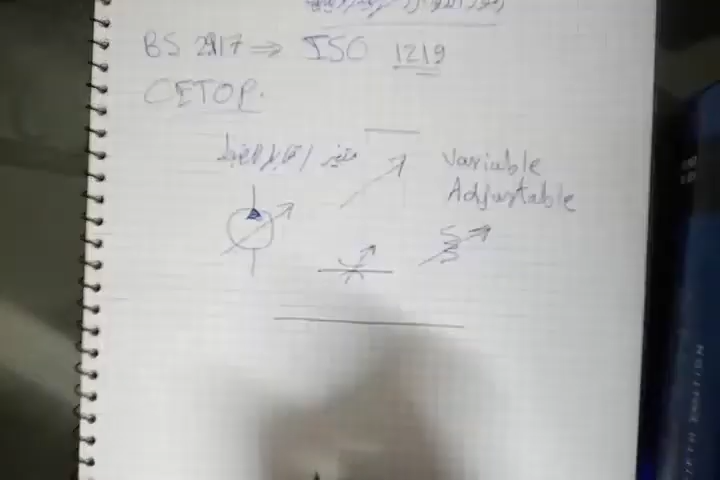 BS 2917 ⇒ ISO 1219
CETOP.
متغير / قابل للضبط
Variable
Adjustable